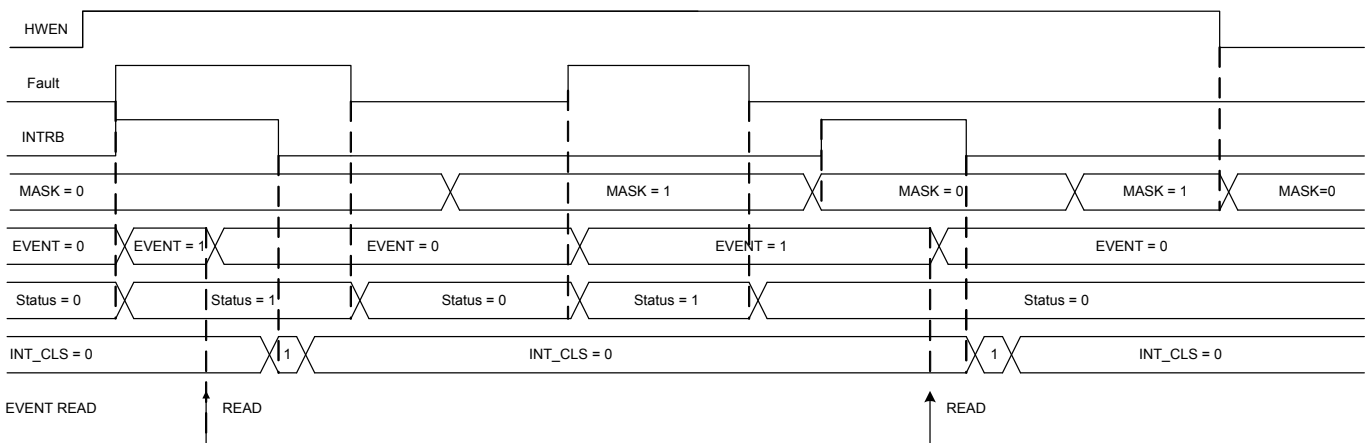 HWEN
Fault
INTRB
MASK = 0 MASK = 1 MASK = 0 MASK = 1 MASK=0
EVENT = 0 EVENT = 1 EVENT = 0 EVENT = 1 EVENT = 0
Status = 0 Status = 1 Status = 0 Status = 1 Status = 0
INT_CLS = 0 1 INT_CLS = 0 1 INT_CLS = 0
EVENT READ READ READ